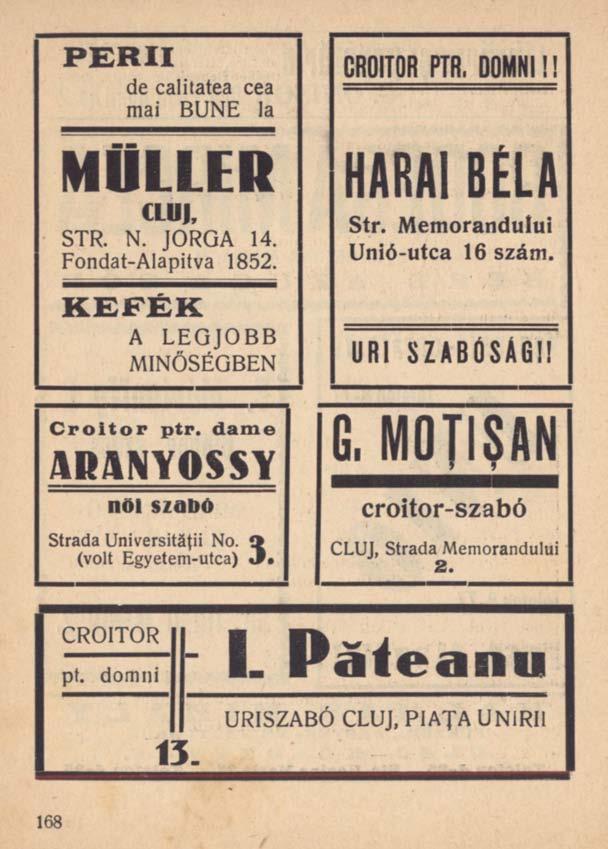 PERII
de calitatea cea
mai BUNE la
MÜLLER
CLUJ,
STR. N. JORGA 14.
Fondat-Alapitva 1852.
KEFÉK
A LEGJOBB
MINŐSÉGBEN
CROITOR PTR. DOMNI!!
HARAI BÉLA
Str. Memorandului
Unió-utca 16 szám.
URI SZABÓSÁG!!
Croitor ptr. dame
ARANYOSSY
női szabó
Strada Universității No. 3.
(volt Egyetem-utca)
G. MOȚIȘAN
croitor-szabó
CLUJ, Strada Memorandului
2.
CROITOR
pt. domni
I. Păteanu
URISZABÓ CLUJ, PIAȚA UNIRII
13.
168